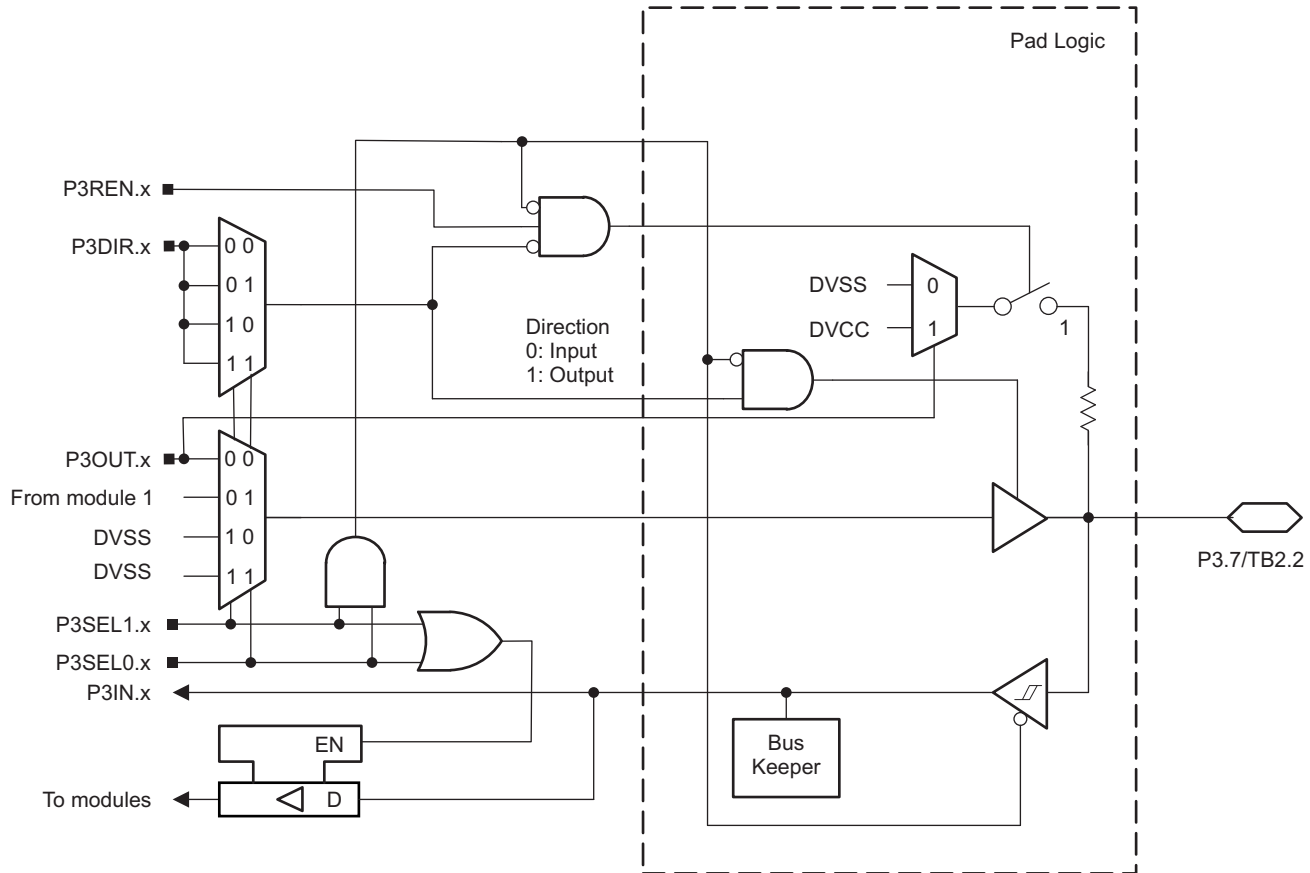 Pad Logic
P3REN.x
P3DIR.x
0 0
0 1
1 0
1 1
Direction
0: Input
1: Output
DVSS
0
DVCC
1
1
P3OUT.x
0 0
From module 1
0 1
DVSS
1 0
DVSS
1 1
P3.7/TB2.2
P3SEL1.x
P3SEL0.x
P3IN.x
EN
Bus
Keeper
To modules
D